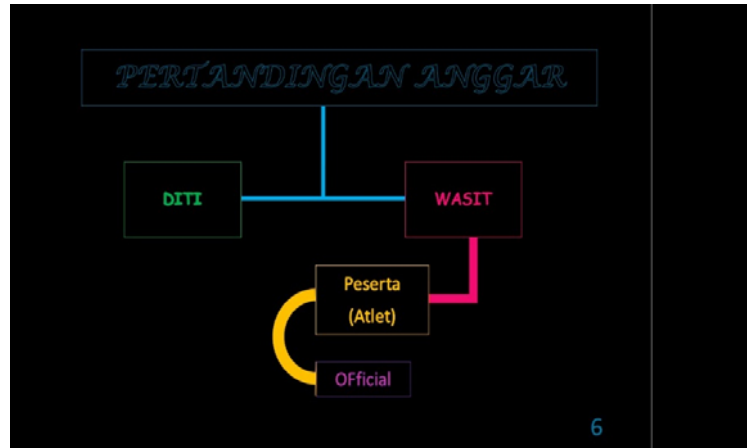 PERTANDINGAN ANGGAR
DITI
WASIT
Peserta
(Atlet)
OFficial
6